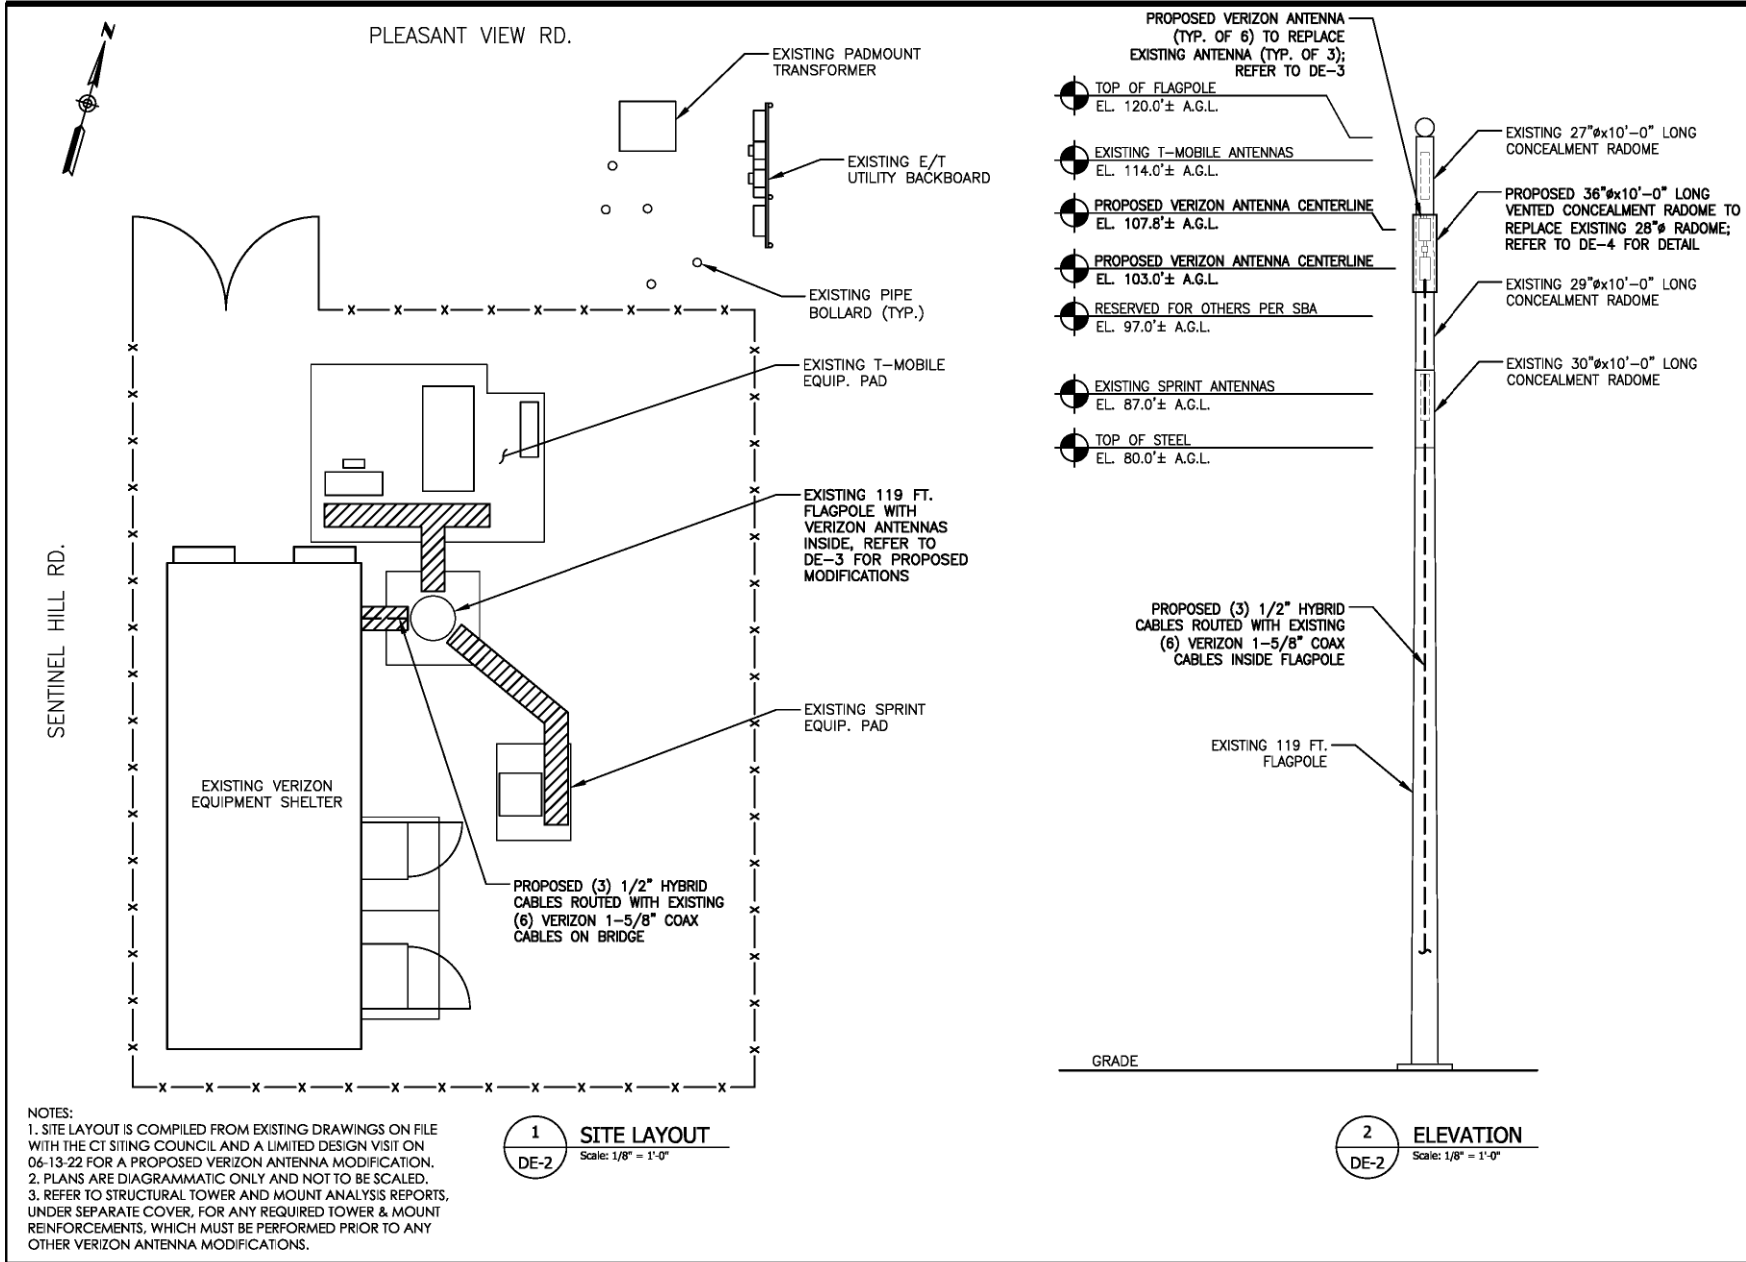 N
PLEASANT VIEW RD.
EXISTING PADMOUNT
TRANSFORMER
EXISTING E/T
UTILITY BACKBOARD
EXISTING PIPE
BOLLARD (TYP.)
EXISTING T-MOBILE
EQUIP. PAD
EXISTING 119 FT.
FLAGPOLE WITH
VERIZON ANTENNAS
INSIDE, REFER TO
DE-3 FOR PROPOSED
MODIFICATIONS
SENTINEL HILL RD.
EXISTING SPRINT
EQUIP. PAD
EXISTING VERIZON
EQUIPMENT SHELTER
PROPOSED (3) 1/2" HYBRID
CABLES ROUTED WITH EXISTING
(6) VERIZON 1-5/8" COAX
CABLES ON BRIDGE
NOTES:
1. SITE LAYOUT IS COMPILED FROM EXISTING DRAWINGS ON FILE
WITH THE CT SITING COUNCIL AND A LIMITED DESIGN VISIT ON
06-13-22 FOR A PROPOSED VERIZON ANTENNA MODIFICATION.
2. PLANS ARE DIAGRAMMATIC ONLY AND NOT TO BE SCALED.
3. REFER TO STRUCTURAL TOWER AND MOUNT ANALYSIS REPORTS,
UNDER SEPARATE COVER, FOR ANY REQUIRED TOWER & MOUNT
REINFORCEMENTS, WHICH MUST BE PERFORMED PRIOR TO ANY
OTHER VERIZON ANTENNA MODIFICATIONS.
1
DE-2
SITE LAYOUT
Scale: 1/8" = 1'-0"
PROPOSED VERIZON ANTENNA
(TYP. OF 6) TO REPLACE
EXISTING ANTENNA (TYP. OF 3);
REFER TO DE-3
TOP OF FLAGPOLE
EL. 120.0'± A.G.L.
EXISTING T-MOBILE ANTENNAS
EL. 114.0'± A.G.L.
PROPOSED VERIZON ANTENNA CENTERLINE
EL. 107.8'± A.G.L.
PROPOSED VERIZON ANTENNA CENTERLINE
EL. 103.0'± A.G.L.
RESERVED FOR OTHERS PER SBA
EL. 97.0'± A.G.L.
EXISTING SPRINT ANTENNAS
EL. 87.0'± A.G.L.
TOP OF STEEL
EL. 80.0'± A.G.L.
EXISTING 27"øx10'-0" LONG
CONCEALMENT RADOME
PROPOSED 36"øx10'-0" LONG
VENTED CONCEALMENT RADOME TO
REPLACE EXISTING 28"ø RADOME;
REFER TO DE-4 FOR DETAIL
EXISTING 29"øx10'-0" LONG
CONCEALMENT RADOME
EXISTING 30"øx10'-0" LONG
CONCEALMENT RADOME
PROPOSED (3) 1/2" HYBRID
CABLES ROUTED WITH EXISTING
(6) VERIZON 1-5/8" COAX
CABLES INSIDE FLAGPOLE
EXISTING 119 FT.
FLAGPOLE
GRADE
2
DE-2
ELEVATION
Scale: 1/8" = 1'-0"